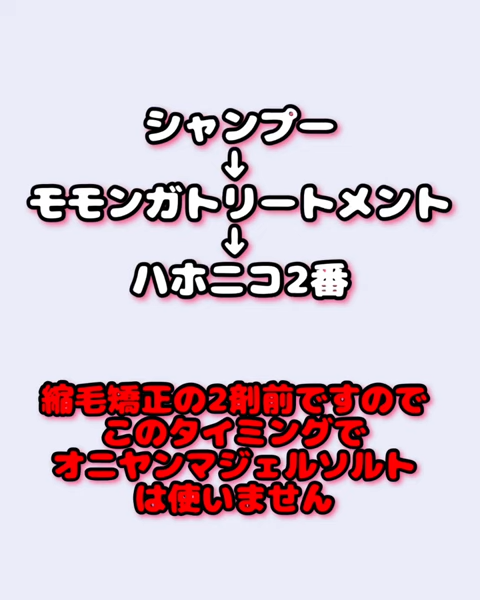 シャンプー
↓
モモンガトリートメント
↓
ハホニコ2番
縮毛矯正の2剤前ですので
このタイミングで
オニヤンマジェルソルト
は使いません